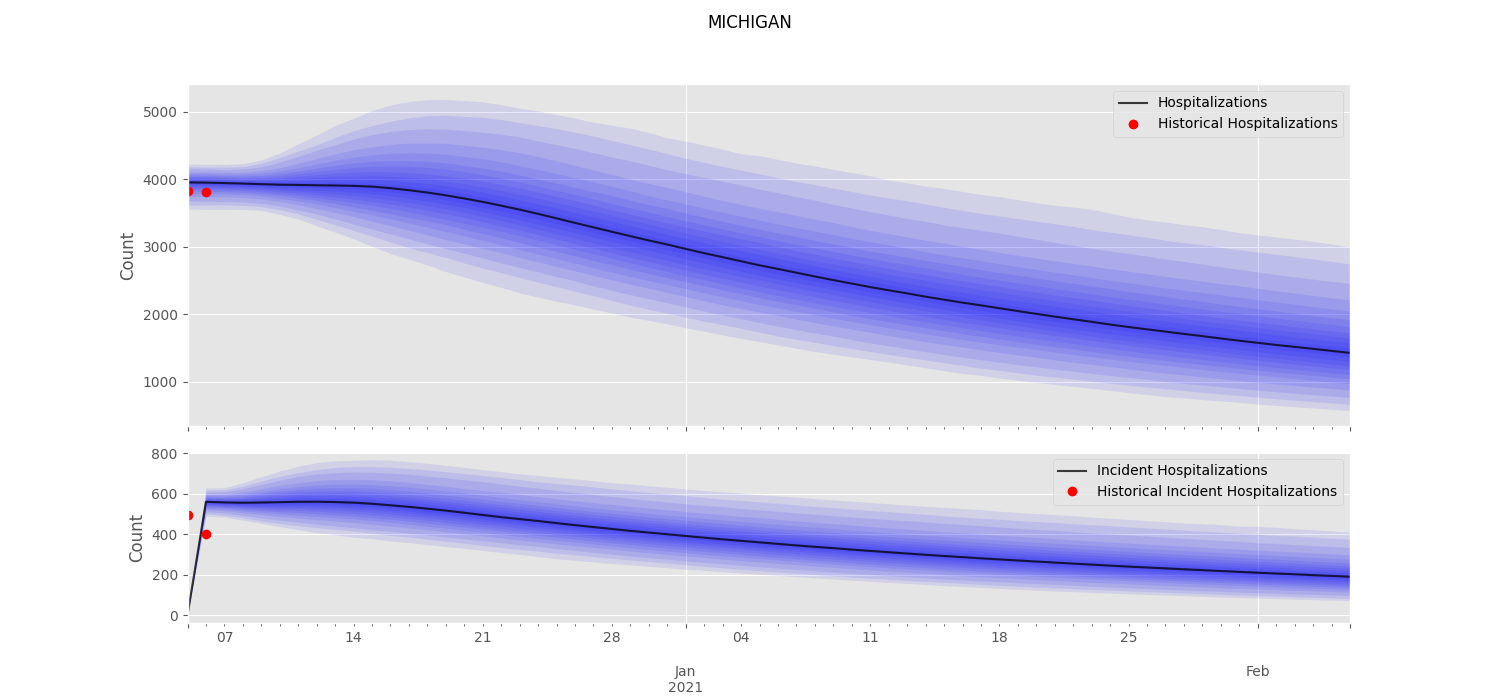 MICHIGAN
5000
4000
3000
2000
1000
Count
Hospitalizations
Historical Hospitalizations
800
600
400
200
0
Count
Incident Hospitalizations
Historical Incident Hospitalizations
07 14 21 28 04 11 18 25
Jan Feb
2021